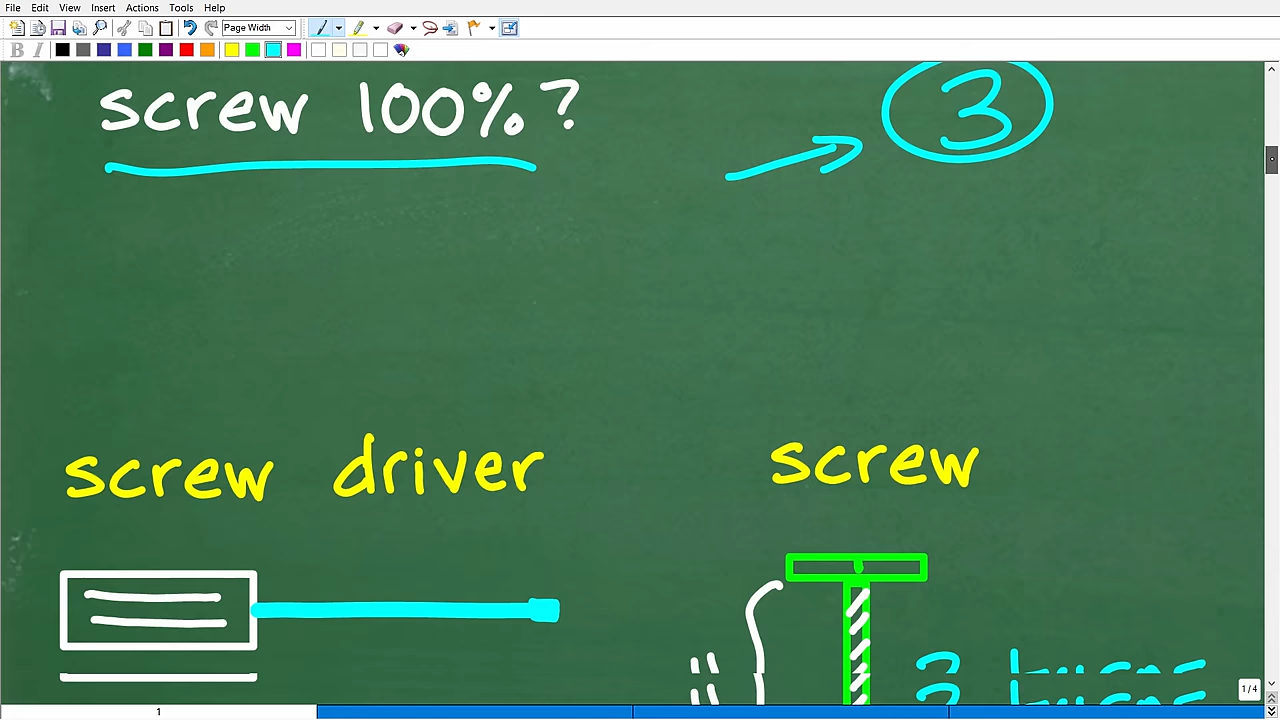 File Edit View Insert Actions Tools Help
Page Width
B I
screw 100%?
3
screw driver
screw
1/4
1